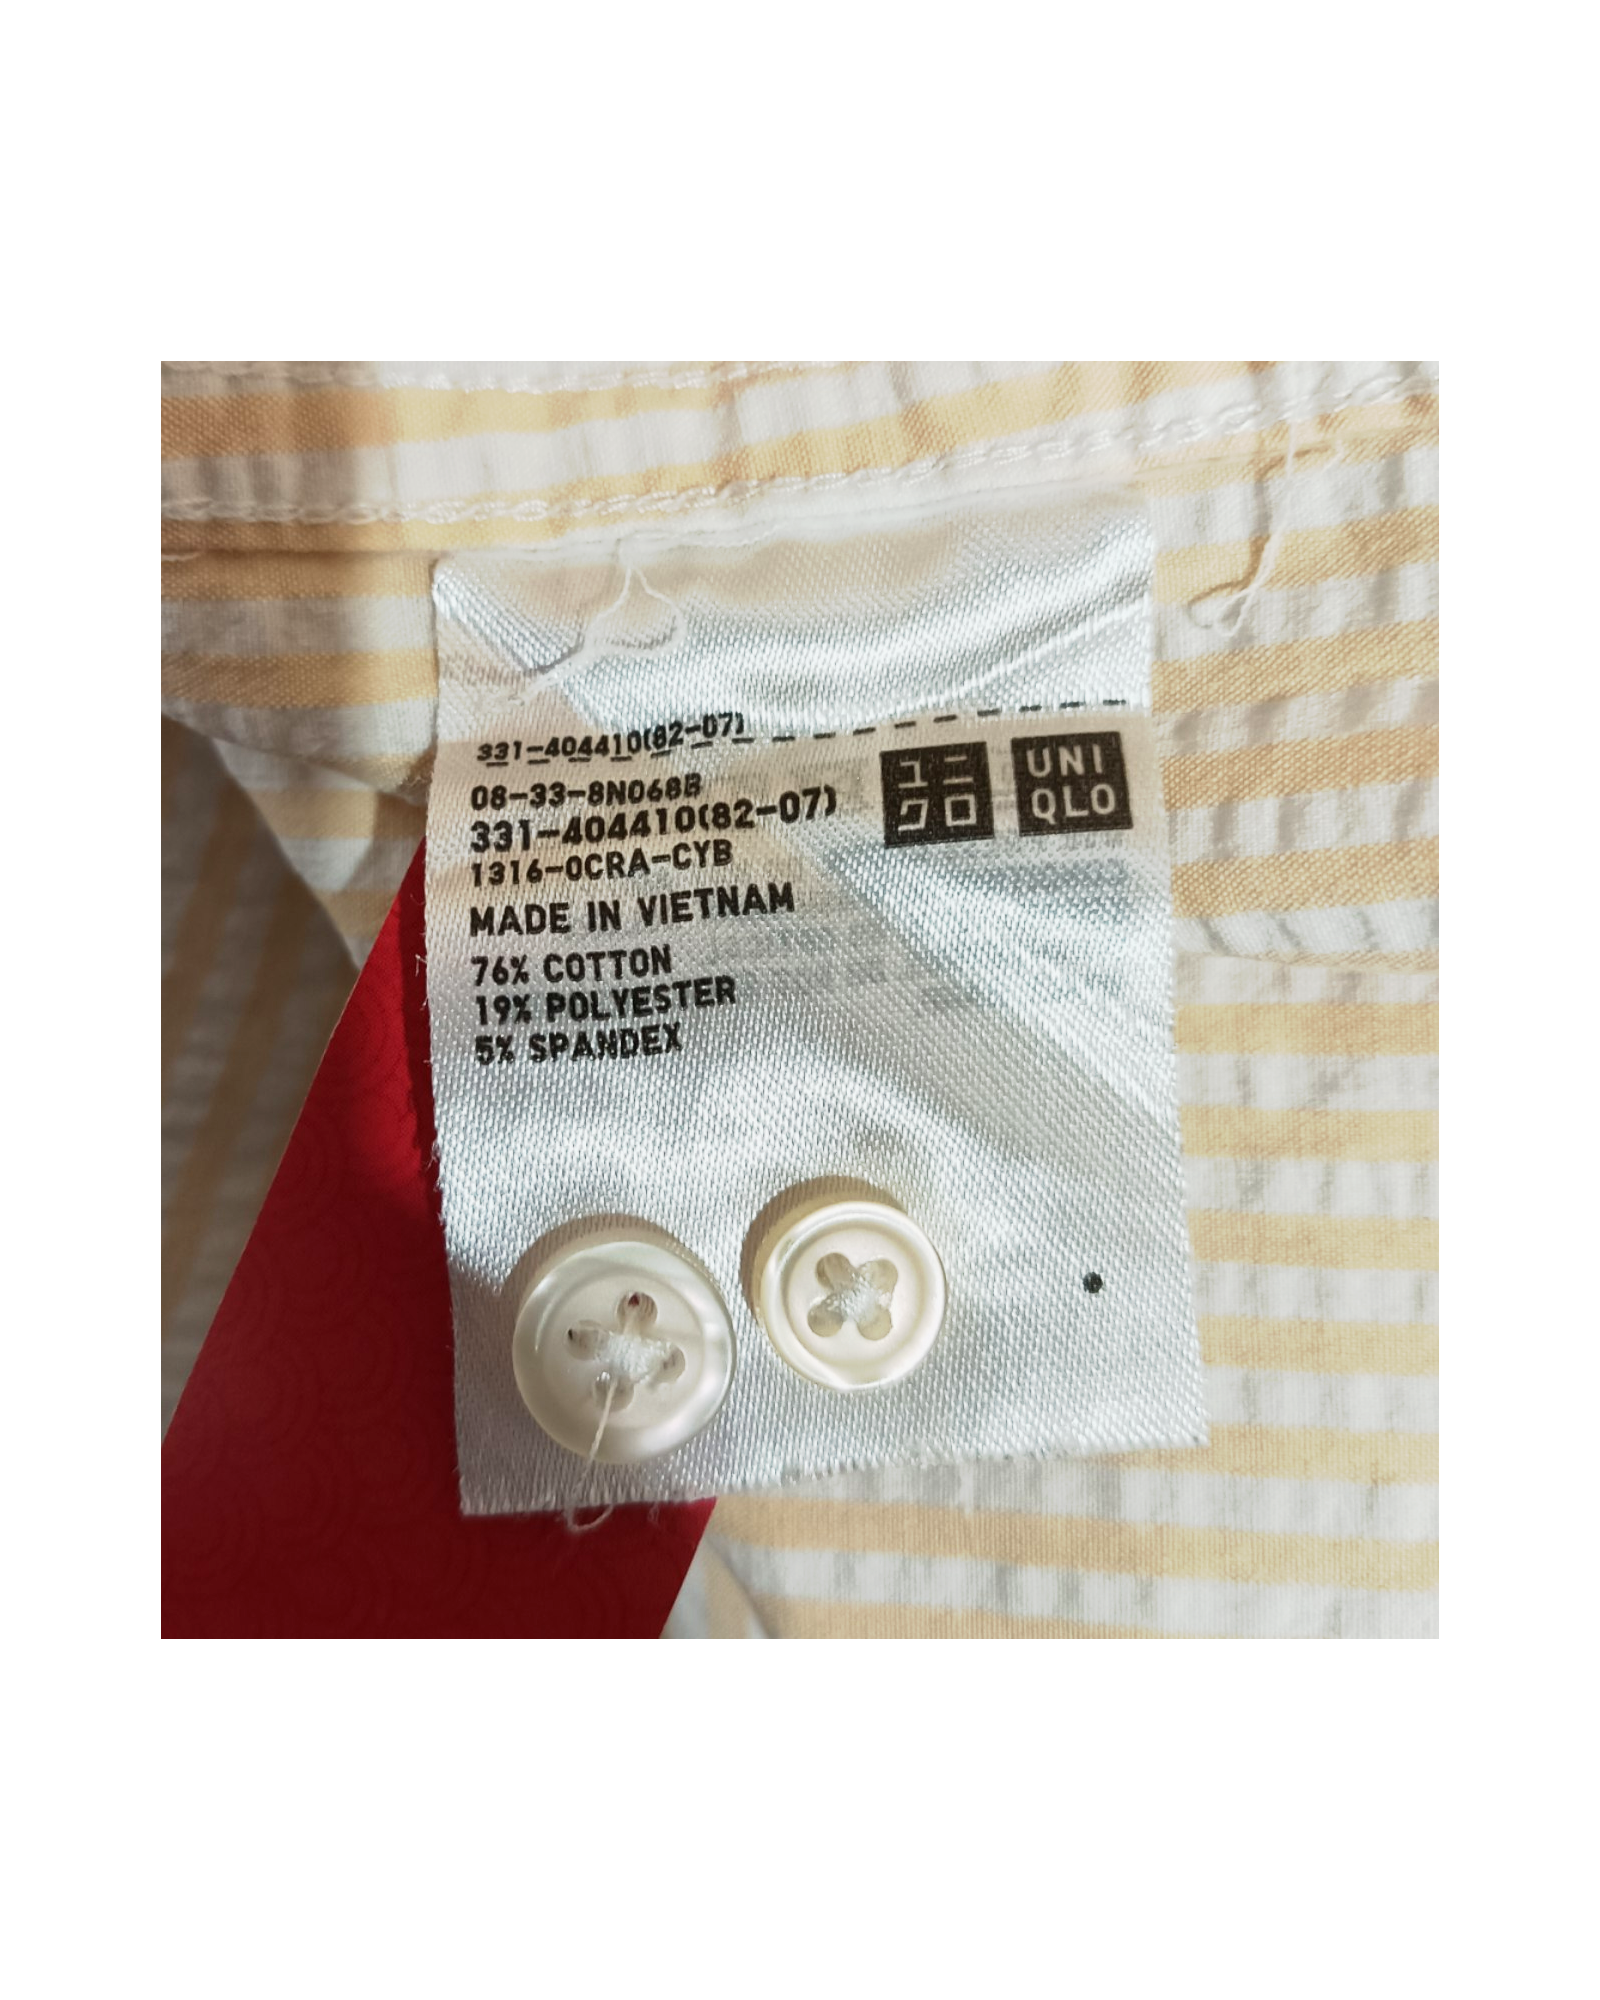 331-404410(82-07)
08-33-8N068B
331-404410(82-07)
1316-0CRA-CYB
MADE IN VIETNAM
76% COTTON
19% POLYESTER
5% SPANDEX
ユニ
クロ
UNI
QLO